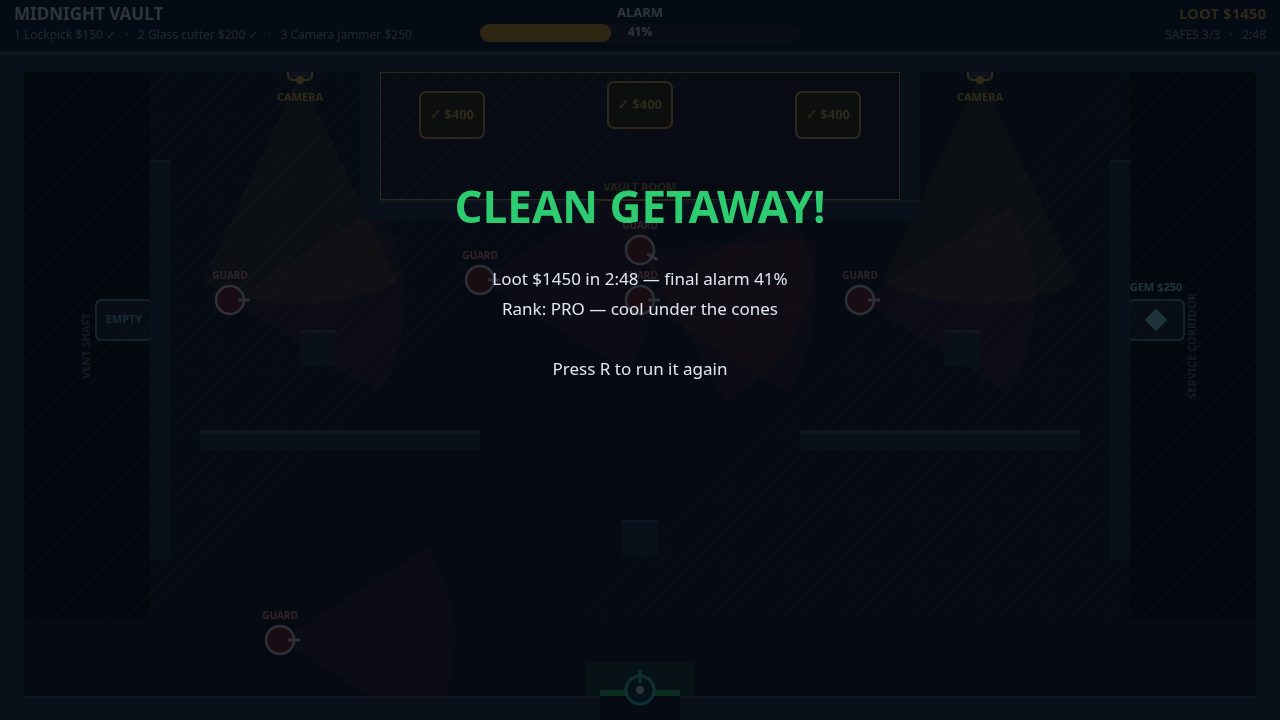 MIDNIGHT VAULT
1 Lockpick $150 ✓ · 2 Glass cutter $200 ✓ · 3 Camera jammer $250
ALARM
41%
LOOT $1450
SAFES 3/3 · 2:48
CAMERA
✓ $400
✓ $400
✓ $400
CAMERA
VAULT ROOM
CLEAN GETAWAY!
GUARD
GUARD
GUARD
GUARD
GUARD
Loot $1450 in 2:48 — final alarm 41%
Rank: PRO — cool under the cones
Press R to run it again
VENT SHAFT
EMPTY
GEM $250
SERVICE CORRIDOR
GUARD